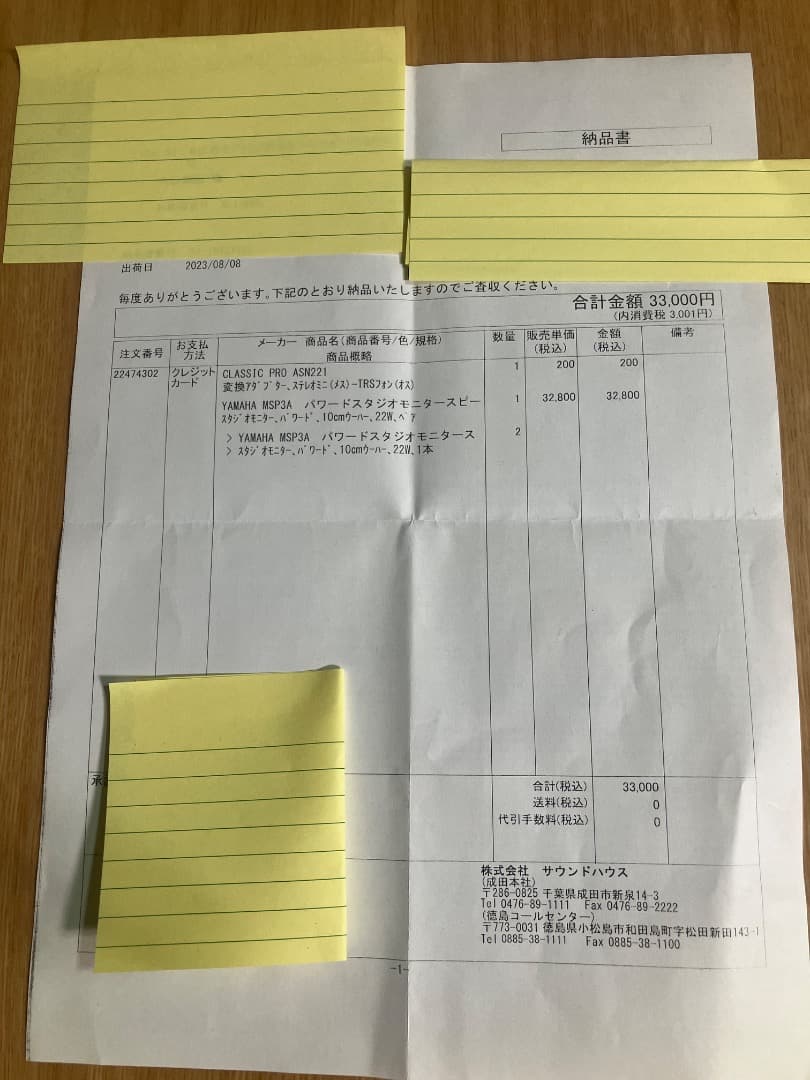 納品書
出荷日 2023/08/08
毎度ありがとうございます。下記のとおり納品いたしますのでご査収ください。
合計金額 33,000円
(内消費税 3,001円)
注文番号 お支払方法 メーカー 商品名(商品番号/色/規格) 商品概略 数量 販売単価(税込) 金額(税込) 備考
22474302 クレジットカード CLASSIC PRO ASN221 1 200 200
変換ｱﾀﾞﾌﾟﾀｰ、ｽﾃﾚｵﾐﾆ(ﾒｽ)-TRSﾌｫﾝ(ｵｽ)
YAMAHA MSP3A パワードスタジオモニタースピー 1 32,800 32,800
ｽﾀｼﾞｵﾓﾆﾀｰ、ﾊﾟﾜｰﾄﾞ、10cmｳｰﾊｰ、22W、ﾍﾟｱ
> YAMAHA MSP3A パワードスタジオモニタース 2
> ｽﾀｼﾞｵﾓﾆﾀｰ、ﾊﾟﾜｰﾄﾞ、10cmｳｰﾊｰ、22W、1本
承
合計(税込) 33,000
送料(税込) 0
代引手数料(税込) 0
株式会社 サウンドハウス
(成田本社)
〒286-0825 千葉県成田市新泉14-3
Tel 0476-89-1111 Fax 0476-89-2222
(徳島コールセンター)
〒773-0031 徳島県小松島市和田島町字松田新田143-1
Tel 0885-38-1111 Fax 0885-38-1100
-1-